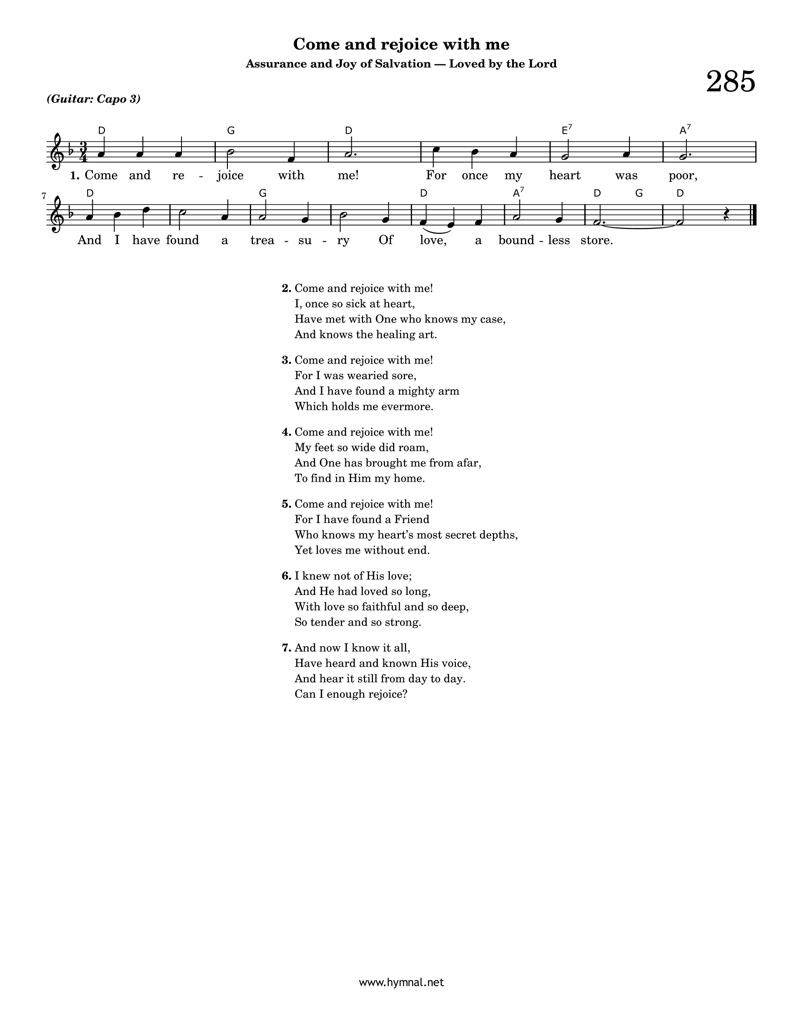 Come and rejoice with me
Assurance and Joy of Salvation — Loved by the Lord
285
(Guitar: Capo 3)
D G D E7 A7
1. Come and re - joice with me! For once my heart was poor,
7
D G D A7 D G D
And I have found a trea - su - ry Of love, a bound - less store.
2. Come and rejoice with me!
I, once so sick at heart,
Have met with One who knows my case,
And knows the healing art.
3. Come and rejoice with me!
For I was wearied sore,
And I have found a mighty arm
Which holds me evermore.
4. Come and rejoice with me!
My feet so wide did roam,
And One has brought me from afar,
To find in Him my home.
5. Come and rejoice with me!
For I have found a Friend
Who knows my heart's most secret depths,
Yet loves me without end.
6. I knew not of His love;
And He had loved so long,
With love so faithful and so deep,
So tender and so strong.
7. And now I know it all,
Have heard and known His voice,
And hear it still from day to day.
Can I enough rejoice?
www.hymnal.net